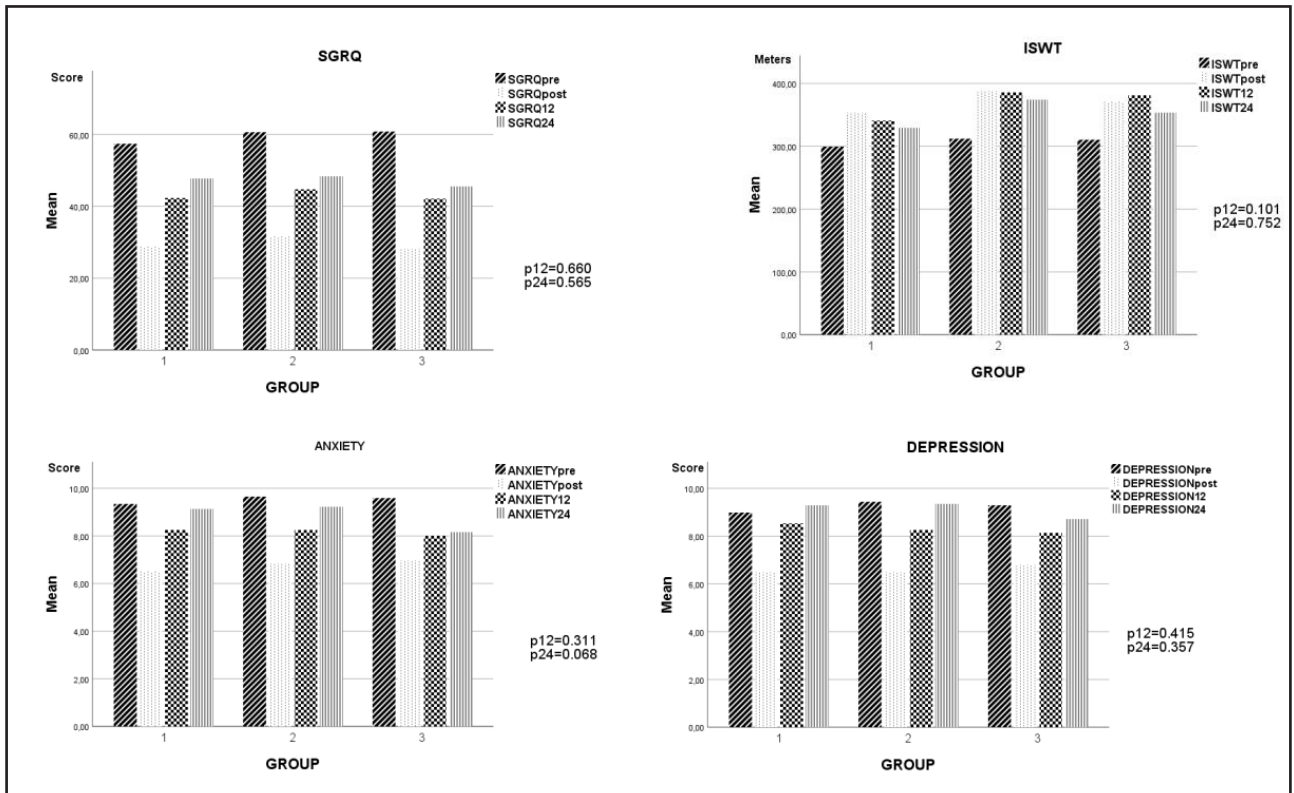 SGRQ
Score
SGRQpre
SGRQpost
SGRQ12
SGRQ24
60,00
40,00
20,00
0,00
Mean
1 2 3
GROUP
p12=0.660
p24=0.565
ISWT
Meters
ISWTpre
ISWTpost
ISWT12
ISWT24
400,00
300,00
200,00
100,00
0,00
Mean
1 2 3
GROUP
p12=0.101
p24=0.752
ANXIETY
Score
ANXIETYpre
ANXIETYpost
ANXIETY12
ANXIETY24
10,00
8,00
6,00
4,00
2,00
0,00
Mean
1 2 3
GROUP
p12=0.311
p24=0.068
DEPRESSION
Score
DEPRESSIONpre
DEPRESSIONpost
DEPRESSION12
DEPRESSION24
10,00
8,00
6,00
4,00
2,00
0,00
Mean
1 2 3
GROUP
p12=0.415
p24=0.357